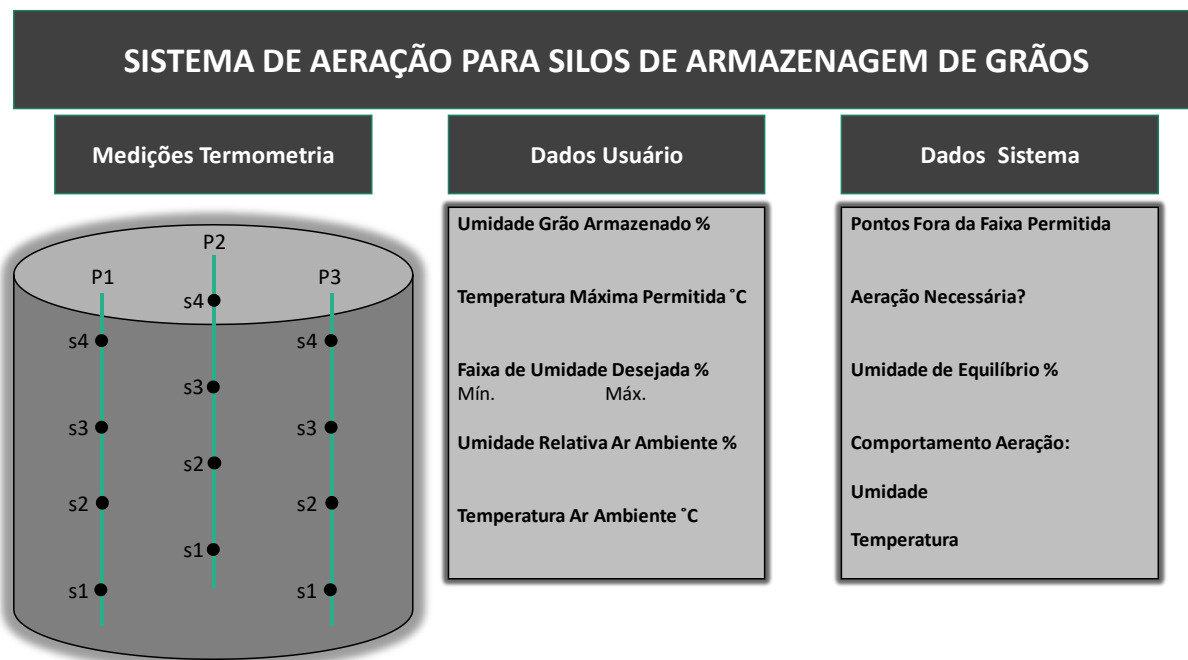 SISTEMA DE AERAÇÃO PARA SILOS DE ARMAZENAGEM DE GRÃOS
Medições Termometria
P2
P1
P3
s4
s4
s4
s3
s3
s3
s2
s2
s2
s1
s1
s1
Dados Usuário
Umidade Grão Armazenado %
Temperatura Máxima Permitida ˚C
Faixa de Umidade Desejada %
Mín. Máx.
Umidade Relativa Ar Ambiente %
Temperatura Ar Ambiente ˚C
Dados Sistema
Pontos Fora da Faixa Permitida
Aeração Necessária?
Umidade de Equilíbrio %
Comportamento Aeração:
Umidade
Temperatura